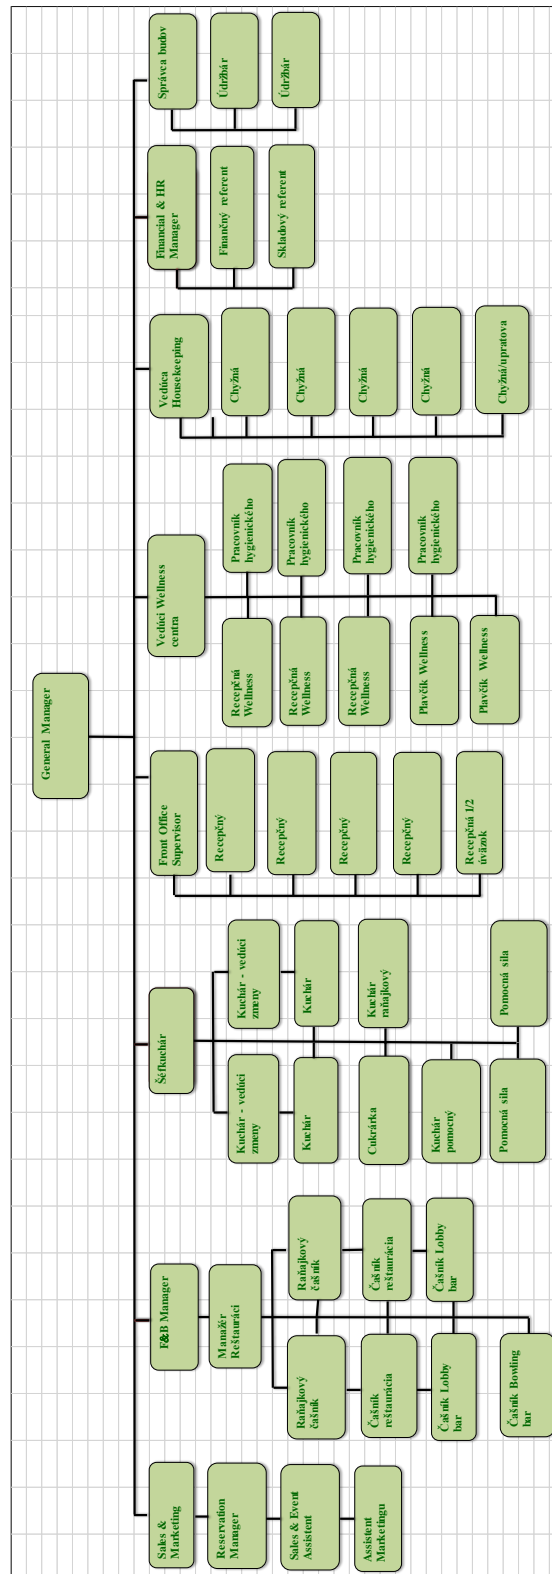 General Manager
Sales &
Marketing
Reservation
Manager
Sales & Event
Assistent
Assistent
Marketingu
F&B Manager
Manažér
Reštaurácí
Raňajkový
čašník
Raňajkový
čašník
Čašník
reštaurácia
Čašník
reštaurácia
Čašník Lobby
bar
Čašník Lobby
bar
Čašník Bowling
bar
Šéfkuchár
Kuchár - vedúci
zmeny
Kuchár - vedúci
zmeny
Kuchár
Kuchár
Cukrárka
Kuchár
raňajkový
Kuchár
pomocný
Pomocná sila
Pomocná sila
Front Office
Supervisor
Recepčný
Recepčný
Recepčný
Recepčný
Recepčná 1/2
úväzok
Vedúci Wellness
centra
Recepčná
Wellness
Pracovník
hygienického
Recepčná
Wellness
Pracovník
hygienického
Recepčná
Wellness
Pracovník
hygienického
Plavčík Wellness
Pracovník
hygienického
Plavčík Wellness
Vedúca
Housekeeping
Chyžná
Chyžná
Chyžná
Chyžná
Chyžná/upratova
Financial & HR
Manager
Finančný referent
Skladový referent
Správca budov
Údržbár
Údržbár